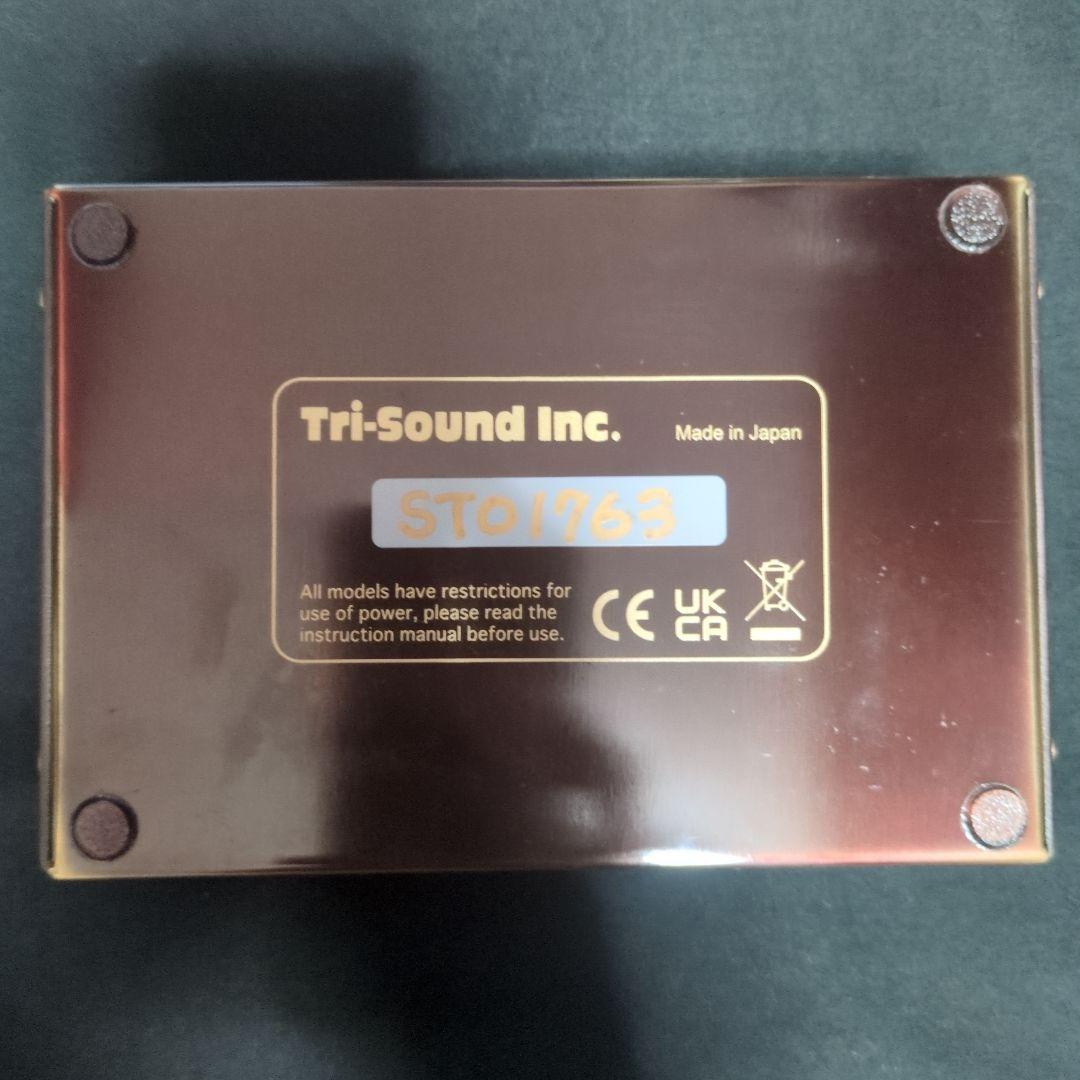 Tri-Sound Inc.
Made in Japan
ST01763
All models have restrictions for
use of power, please read the
instruction manual before use.
CE
UK
CA